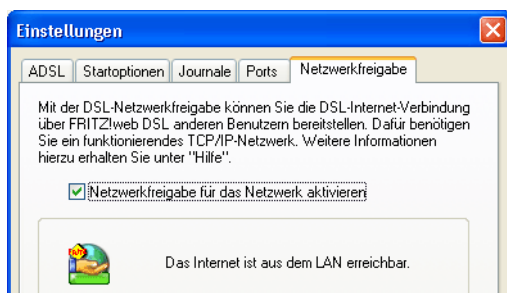 Einstellungen
ADSL Startoptionen Journale Ports Netzwerkfreigabe
Mit der DSL-Netzwerkfreigabe können Sie die DSL-Internet-Verbindung
über FRITZ!web DSL anderen Benutzern bereitstellen. Dafür benötigen
Sie ein funktionierendes TCP/IP-Netzwerk. Weitere Informationen
hierzu erhalten Sie unter "Hilfe".
Netzwerkfreigabe für das Netzwerk aktivieren
Das Internet ist aus dem LAN erreichbar.